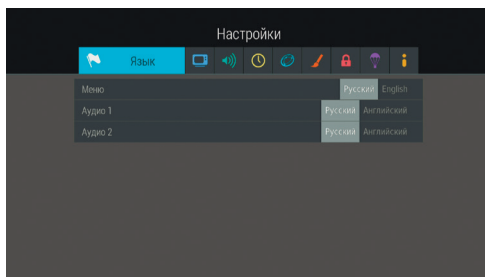 Настройки
Язык
Меню Русский English
Аудио 1 Русский Английский
Аудио 2 Русский Английский